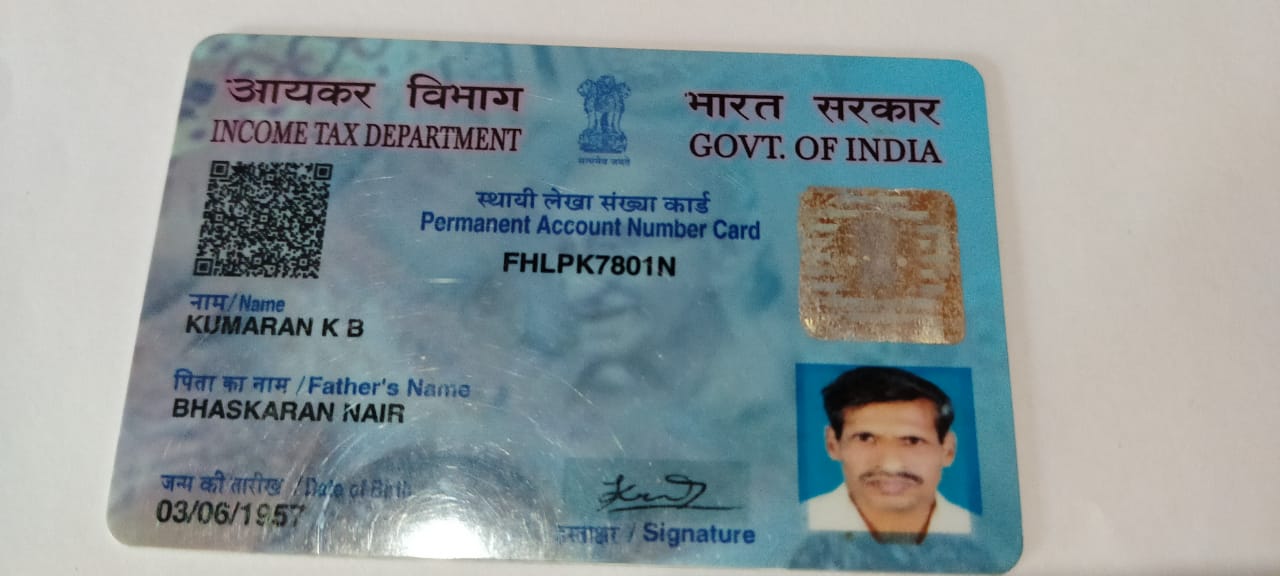 आयकर विभाग
INCOME TAX DEPARTMENT
सत्यमेव जयते
भारत सरकार
GOVT. OF INDIA
स्थायी लेखा संख्या कार्ड
Permanent Account Number Card
FHLPK7801N
नाम/Name
KUMARAN K B
पिता का नाम /Father's Name
BHASKARAN NAIR
जन्म की तारीख /Date of Birth
03/06/1957
हस्ताक्षर / Signature